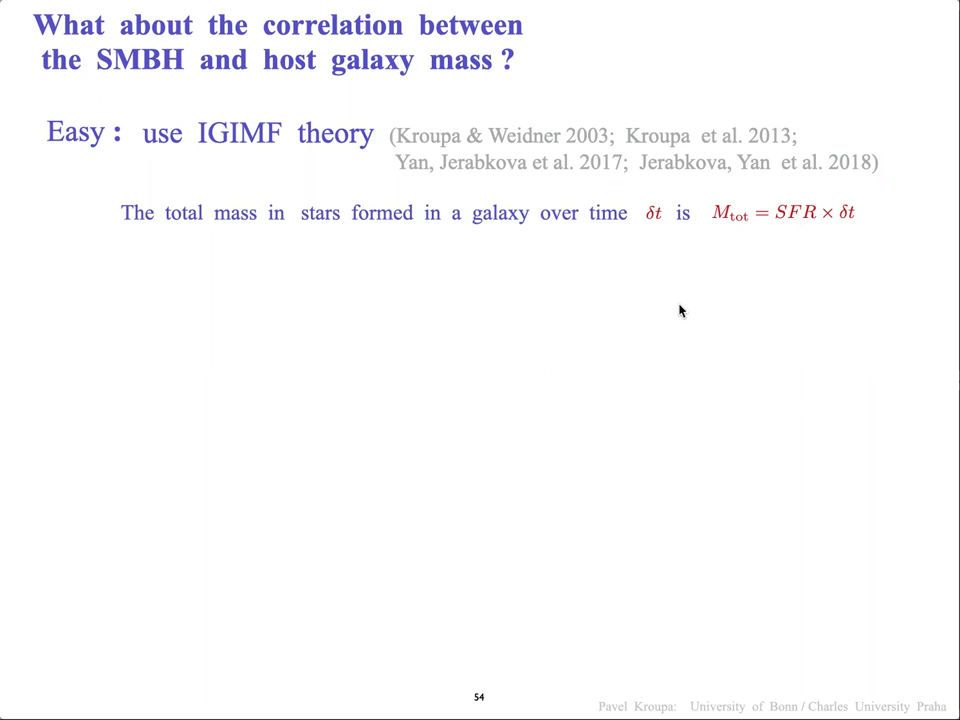 What about the correlation between
the SMBH and host galaxy mass ?
Easy : use IGIMF theory (Kroupa & Weidner 2003; Kroupa et al. 2013;
Yan, Jerabkova et al. 2017; Jerabkova, Yan et al. 2018)
The total mass in stars formed in a galaxy over time δt is M_tot = SFR × δt
54
Pavel Kroupa: University of Bonn / Charles University Praha